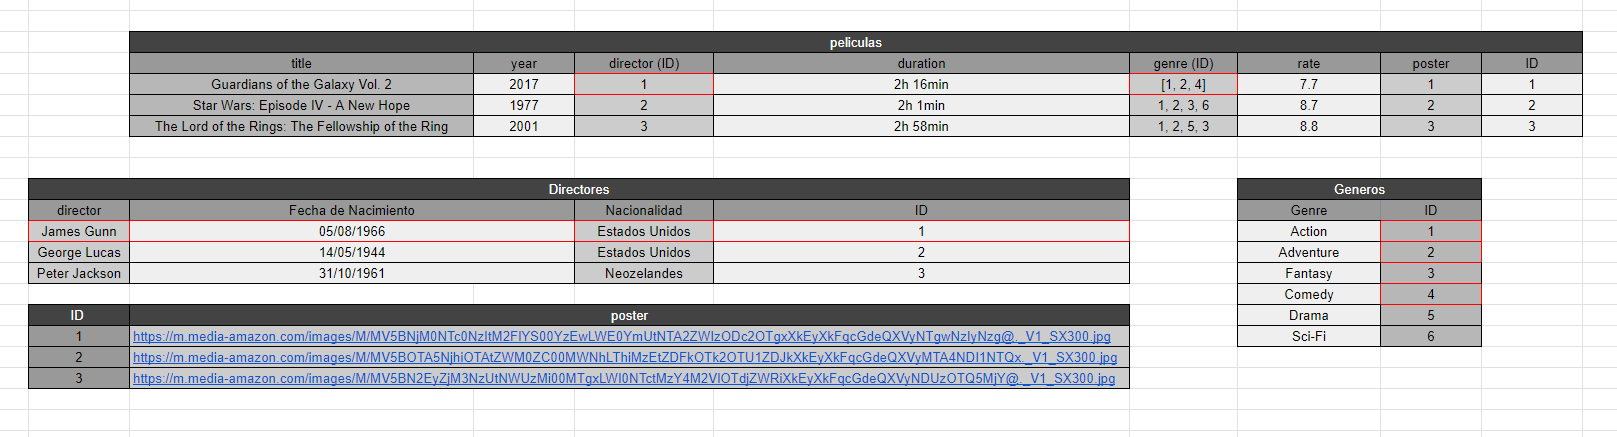 peliculas
title year director (ID) duration genre (ID) rate poster ID
Guardians of the Galaxy Vol. 2 2017 1 2h 16min [1, 2, 4] 7.7 1 1
Star Wars: Episode IV - A New Hope 1977 2 2h 1min 1, 2, 3, 6 8.7 2 2
The Lord of the Rings: The Fellowship of the Ring 2001 3 2h 58min 1, 2, 5, 3 8.8 3 3
Directores
director Fecha de Nacimiento Nacionalidad ID
James Gunn 05/08/1966 Estados Unidos 1
George Lucas 14/05/1944 Estados Unidos 2
Peter Jackson 31/10/1961 Neozelandes 3
Generos
Genre ID
Action 1
Adventure 2
Fantasy 3
Comedy 4
Drama 5
Sci-Fi 6
ID poster
1 https://m.media-amazon.com/images/M/MV5BNjM0NTc0NzItM2FlYS00YzEwLWE0YmUtNTA2ZWIzODc2OTgxXkEyXkFqcGdeQXVyNTgwNzIyNzg@._V1_SX300.jpg
2 https://m.media-amazon.com/images/M/MV5BOTA5NjhiOTAtZWM0ZC00MWNhLThiMzEtZDFkOTk2OTU1ZDJkXkEyXkFqcGdeQXVyMTA4NDI1NTQx._V1_SX300.jpg
3 https://m.media-amazon.com/images/M/MV5BN2EyZjM3NzUtNWUzMi00MTgxLWI0NTctMzY4M2VlOTdjZWRiXkEyXkFqcGdeQXVyNDUzOTQ5MjY@._V1_SX300.jpg